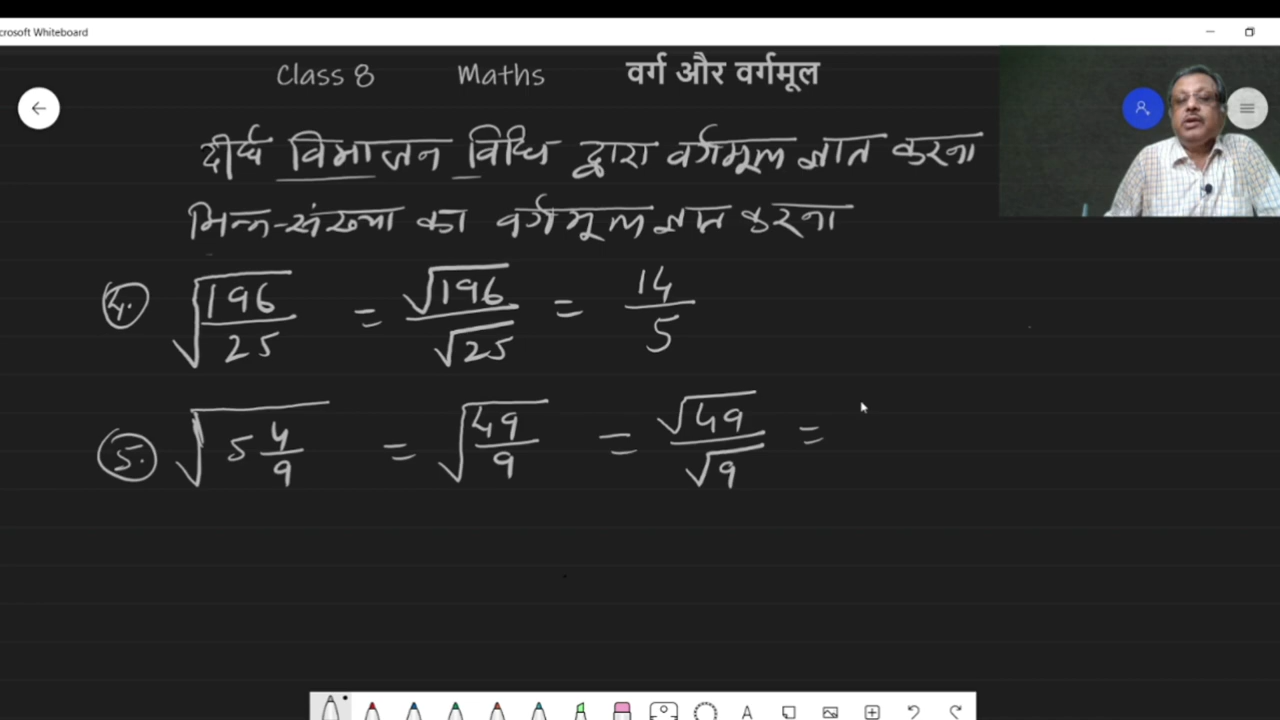 crosoft Whiteboard
Class 8 Maths वर्ग और वर्गमूल
दीर्घ विभाजन विधि द्वारा वर्गमूल ज्ञात करना
भिन्न-संख्या का वर्गमूल ज्ञात करना
4. √(196/25) = √196/√25 = 14/5
5. √(5 4/9) = √(49/9) = √49/√9 =
A